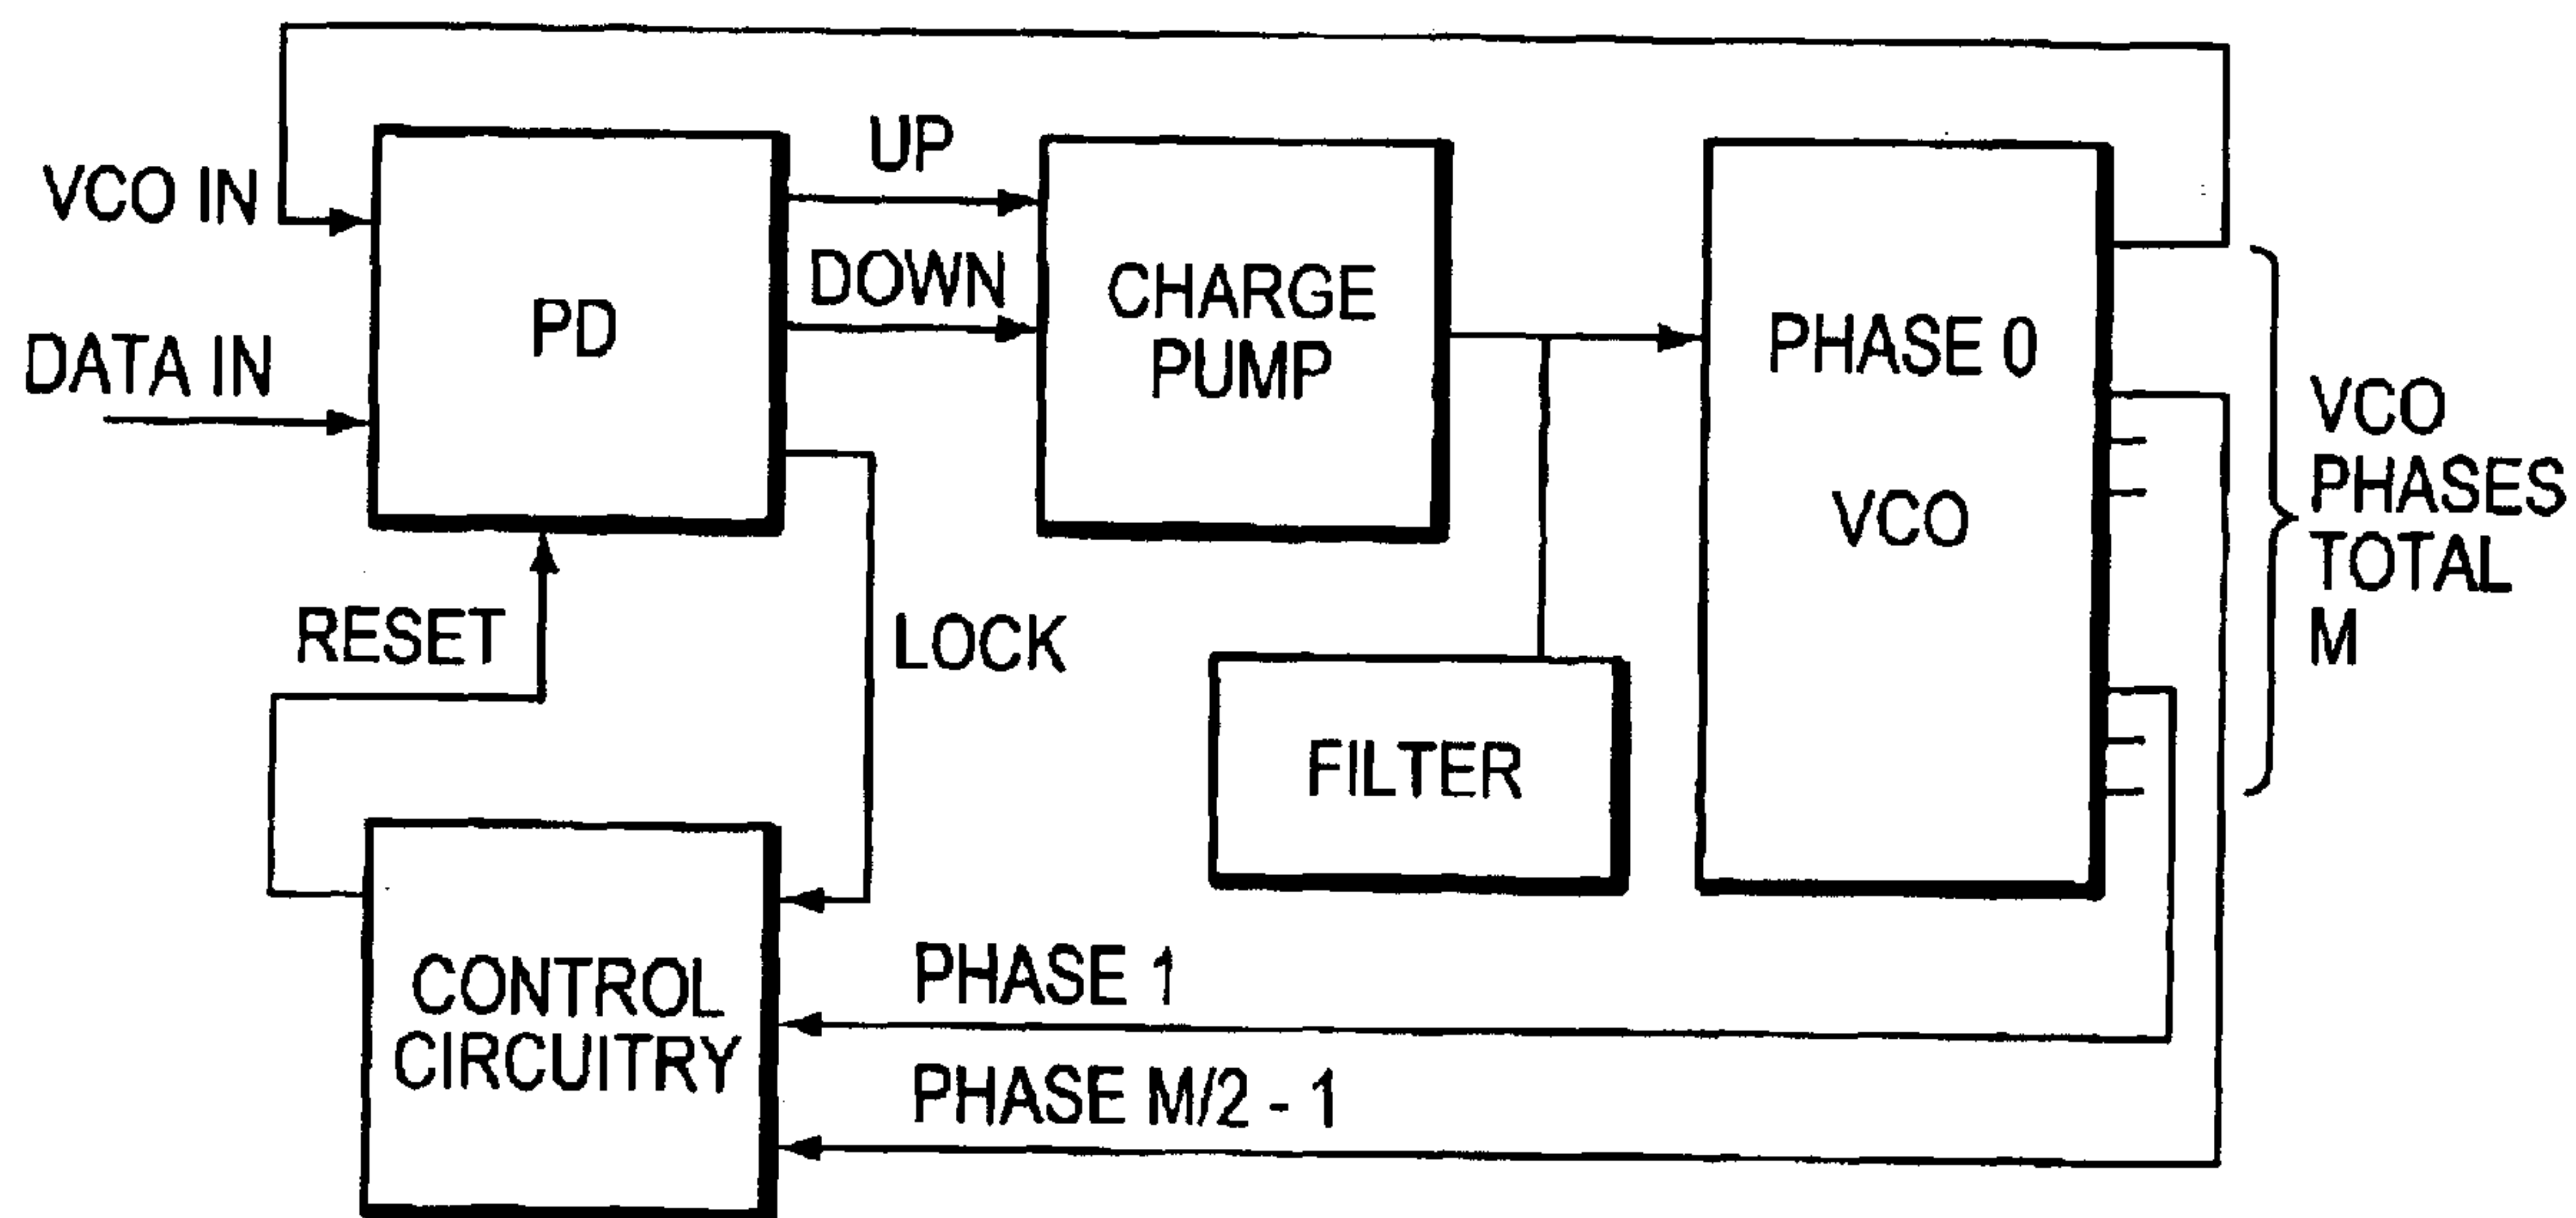 UP
VCO IN
DOWN
DATA IN
PD
CHARGE
PUMP
PHASE 0
VCO
VCO
PHASES
TOTAL
M
RESET
LOCK
FILTER
CONTROL
CIRCUITRY
PHASE 1
PHASE M/2 - 1